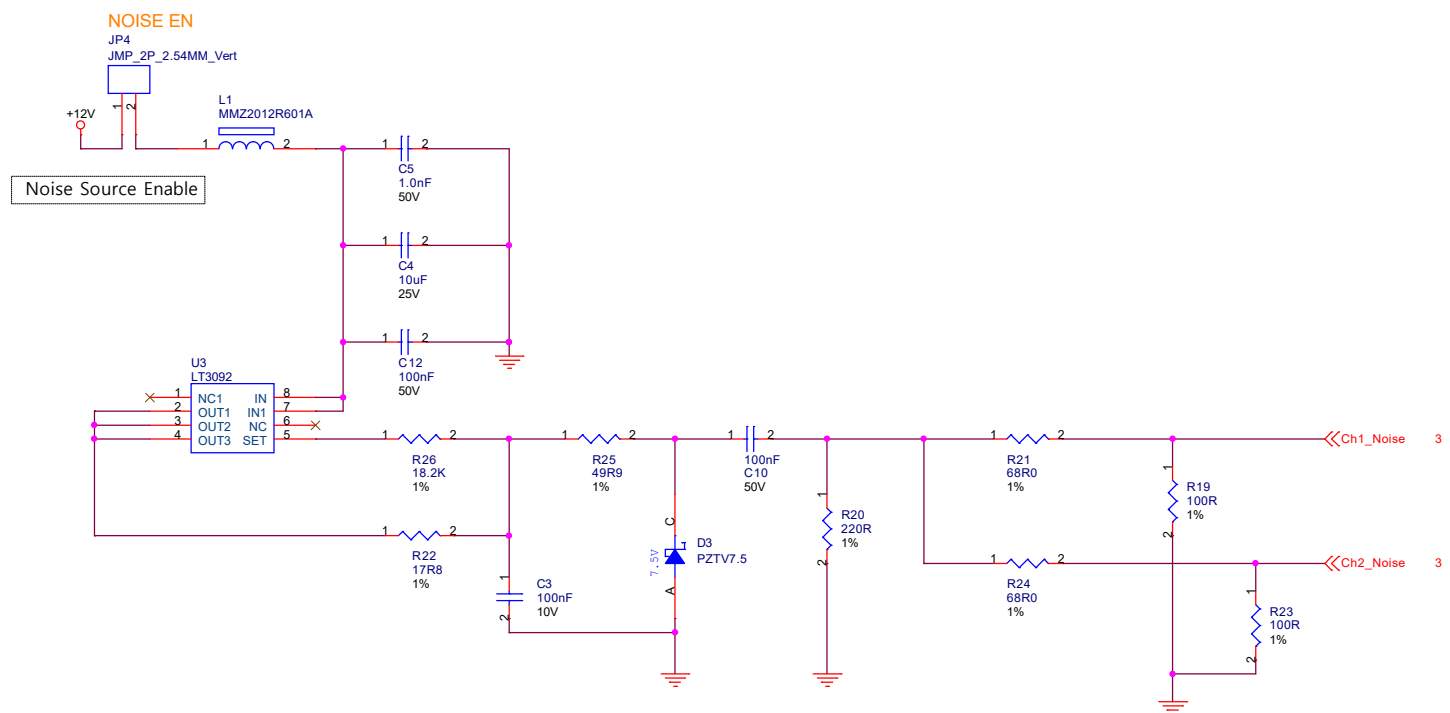 NOISE EN
JP4
JMP_2P_2.54MM_Vert
1
2
+12V
L1
MMZ2012R601A
1
2
Noise Source Enable
1
2
C5
1.0nF
50V
1
2
C4
10uF
25V
1
2
C12
100nF
50V
U3
LT3092
1 NC1 IN 8
2 OUT1 IN1 7
3 OUT2 NC 6
4 OUT3 SET 5
1
2
R26
18.2K
1%
1
2
R25
49R9
1%
1
2
100nF
C10
50V
1
2
R21
68R0
1%
Ch1_Noise 3
1
R19
100R
1%
2
1
R20
220R
1%
2
C
D3
PZTV7.5
7.5V
A
1
2
R22
17R8
1%
1
C3
100nF
10V
2
1
2
R24
68R0
1%
Ch2_Noise 3
1
R23
100R
1%
2